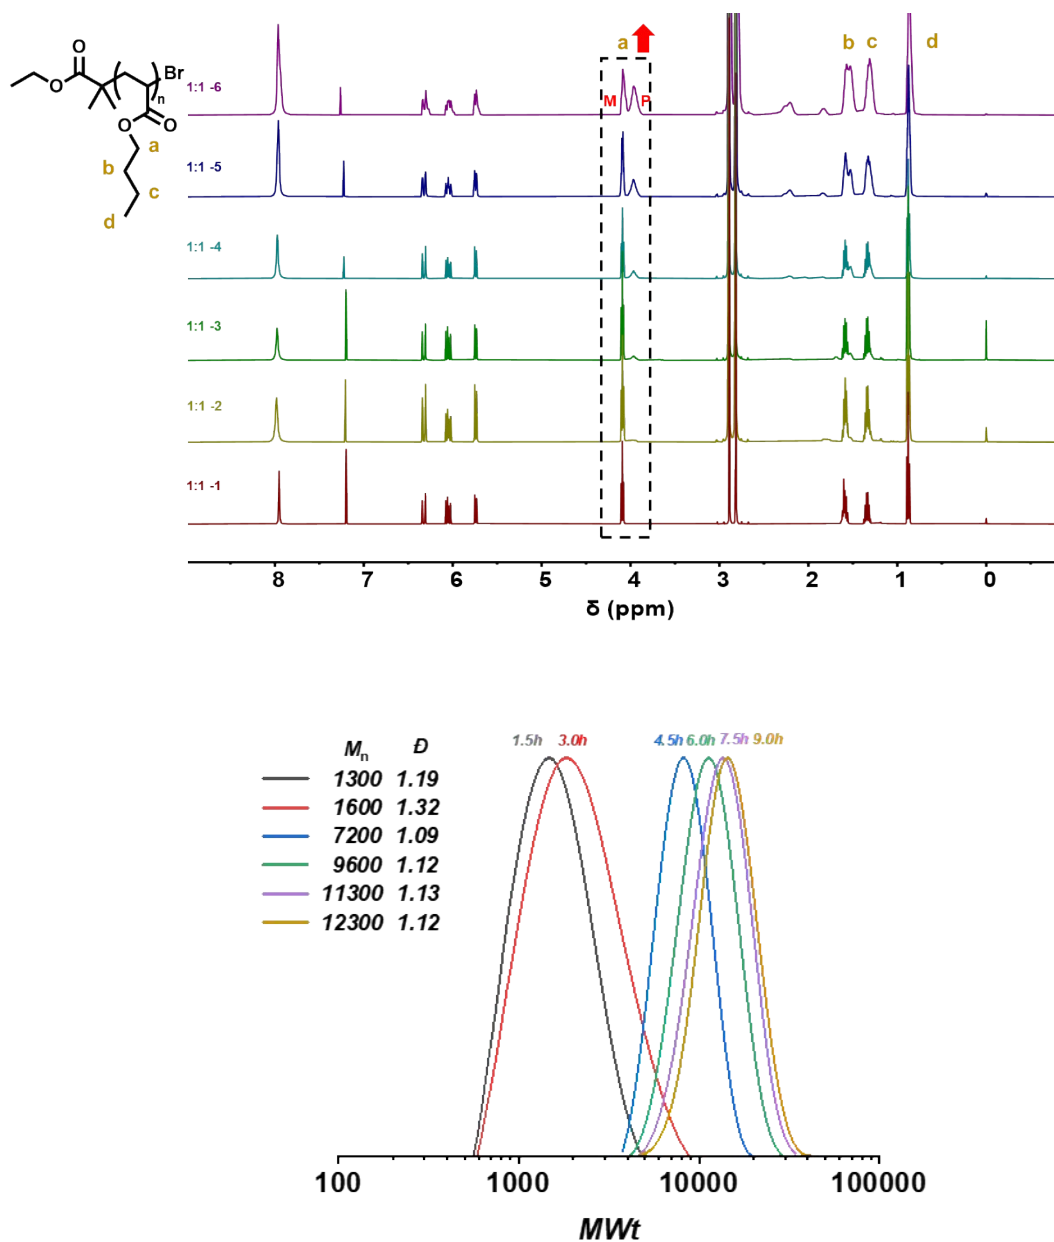 O
O
Br
n
O
O
a
b
c
d
a
b
c
d
M
P
1:1 -6
1:1 -5
1:1 -4
1:1 -3
1:1 -2
1:1 -1
8 7 6 5 4 3 2 1 0
δ (ppm)
Mn Đ
1300 1.19
1600 1.32
7200 1.09
9600 1.12
11300 1.13
12300 1.12
1.5h 3.0h 4.5h 6.0h 7.5h 9.0h
100 1000 10000 100000
MWt